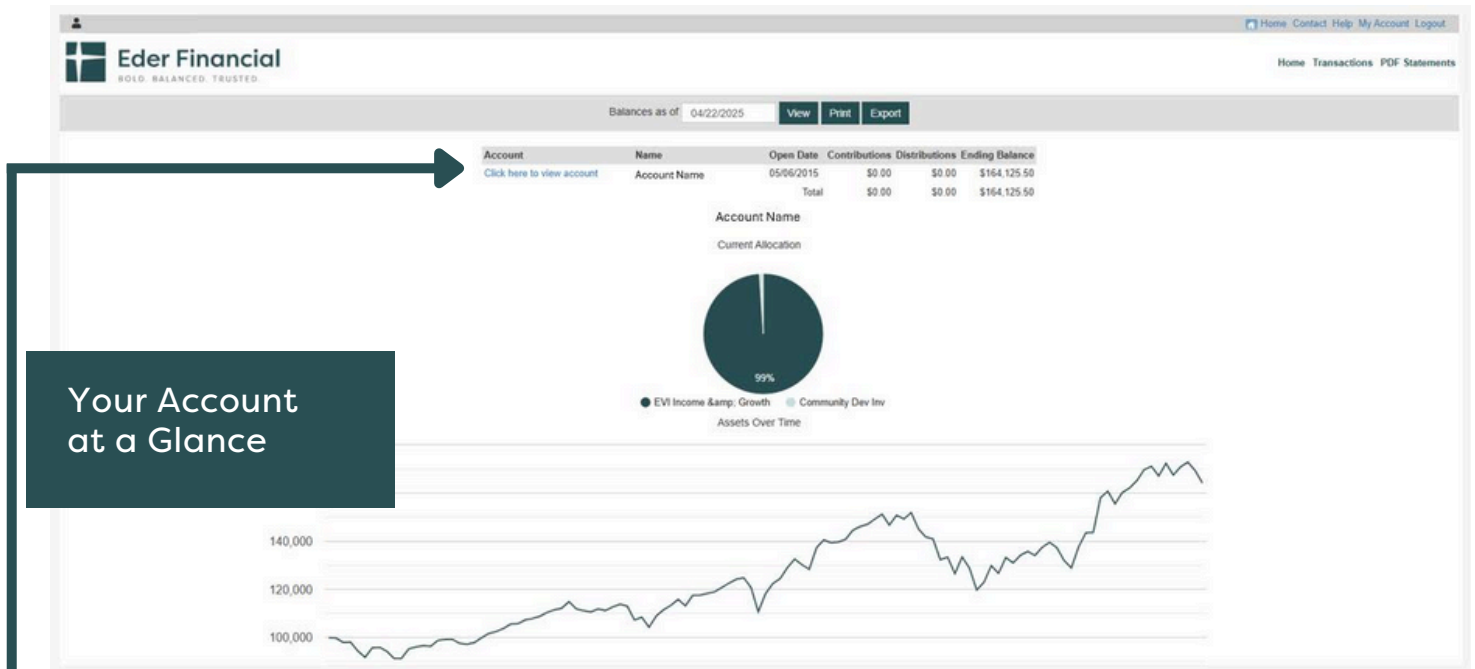 Home Contact Help My Account Logout
Eder Financial
BOLD. BALANCED. TRUSTED.
Home Transactions PDF Statements
Balances as of 04/22/2025 View Print Export
Account Name Open Date Contributions Distributions Ending Balance
Click here to view account Account Name 05/06/2015 $0.00 $0.00 $164,125.50
Total $0.00 $0.00 $164,125.50
Account Name
Current Allocation
99%
EVI Income &amp; Growth Community Dev Inv
Assets Over Time
Your Account
at a Glance
140,000
120,000
100,000